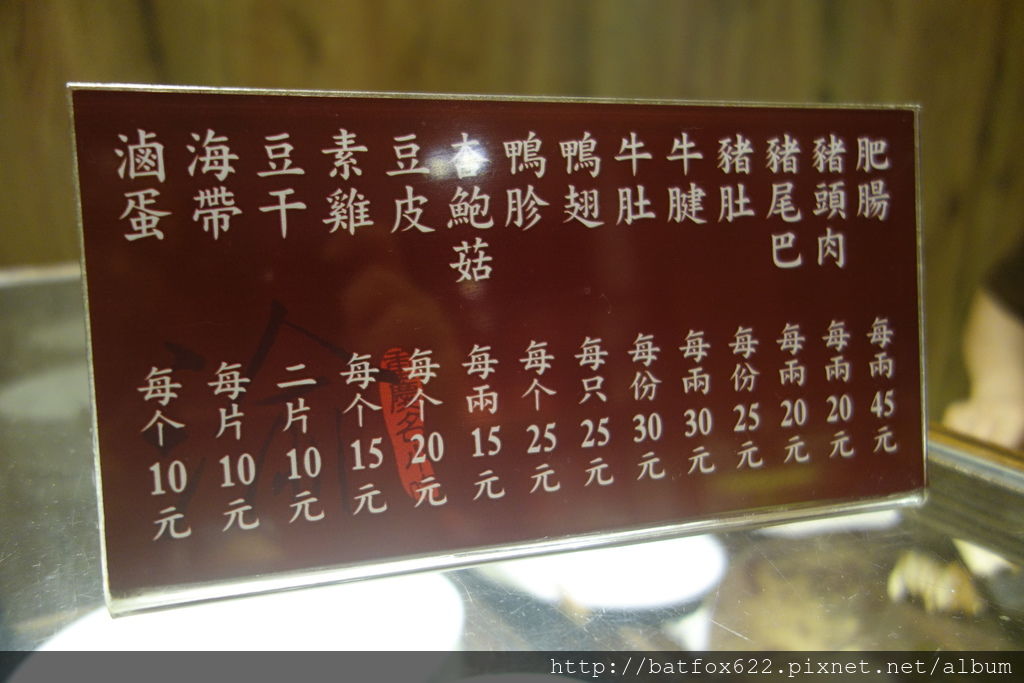 滷蛋 每个10元
海帶 每片10元
豆干 二片10元
素雞 每个15元
豆皮 每个20元
杏鮑菇 每兩15元
鴨胗 每个25元
鴨翅 每只25元
牛肚 每份30元
牛腱 每兩30元
豬肚 每份25元
豬尾巴 每兩20元
豬頭肉 每兩20元
肥腸 每兩45元
渝
http://batfox622.pixnet.net/album